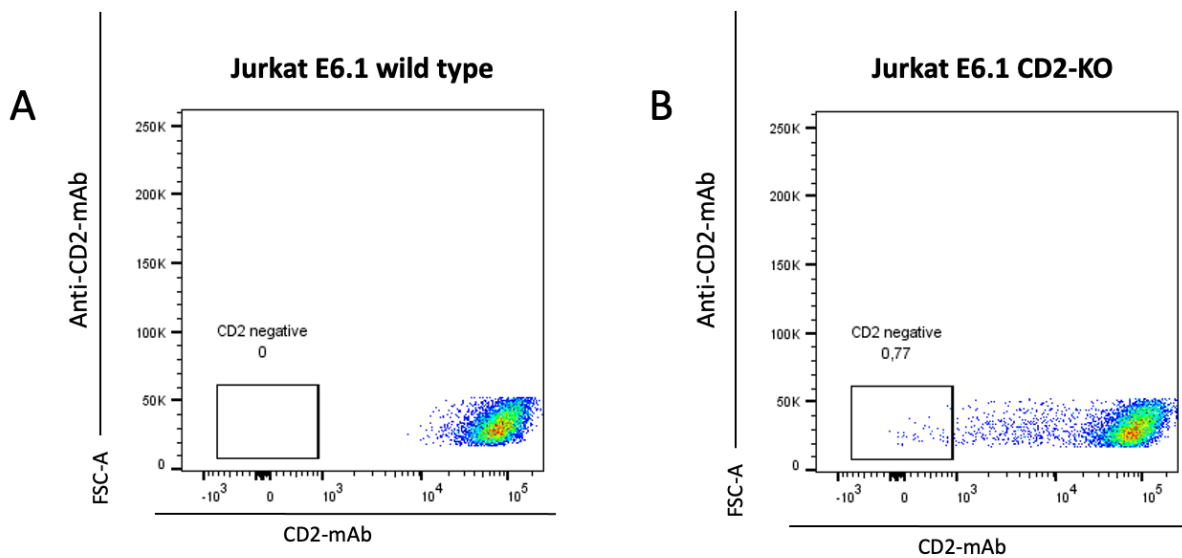 A
Jurkat E6.1 wild type
Anti-CD2-mAb
FSC-A
250K
200K
150K
100K
50K
0
CD2 negative
0
-10³
0
10³
10⁴
10⁵
CD2-mAb
B
Jurkat E6.1 CD2-KO
Anti-CD2-mAb
FSC-A
250K
200K
150K
100K
50K
0
CD2 negative
0,77
-10³
0
10³
10⁴
10⁵
CD2-mAb